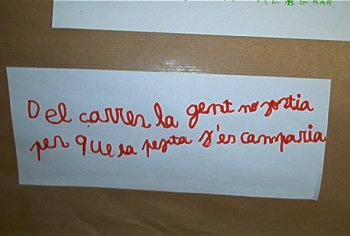 Del carrer la gent no sortia
per que la pesta s'es camparia